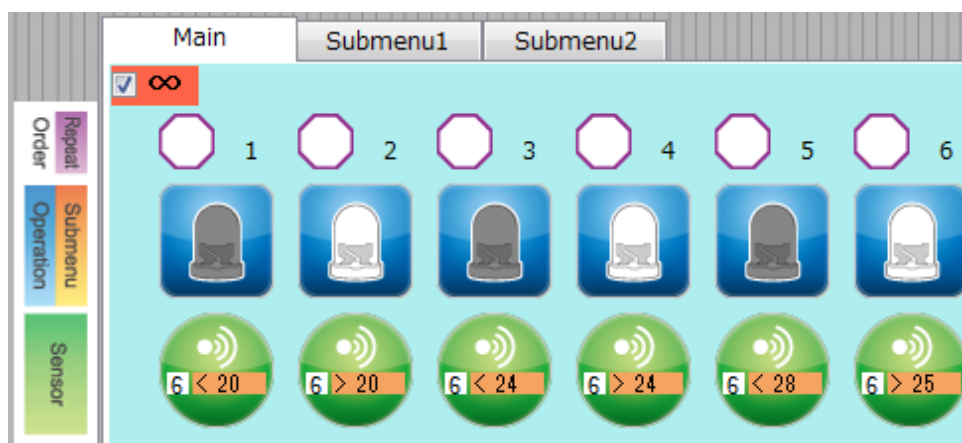 Main Submenu1 Submenu2
∞
1 2 3 4 5 6
Repeat
Order
Submenu
Operation
Sensor
6 < 20 6 > 20 6 < 24 6 > 24 6 < 28 6 > 25